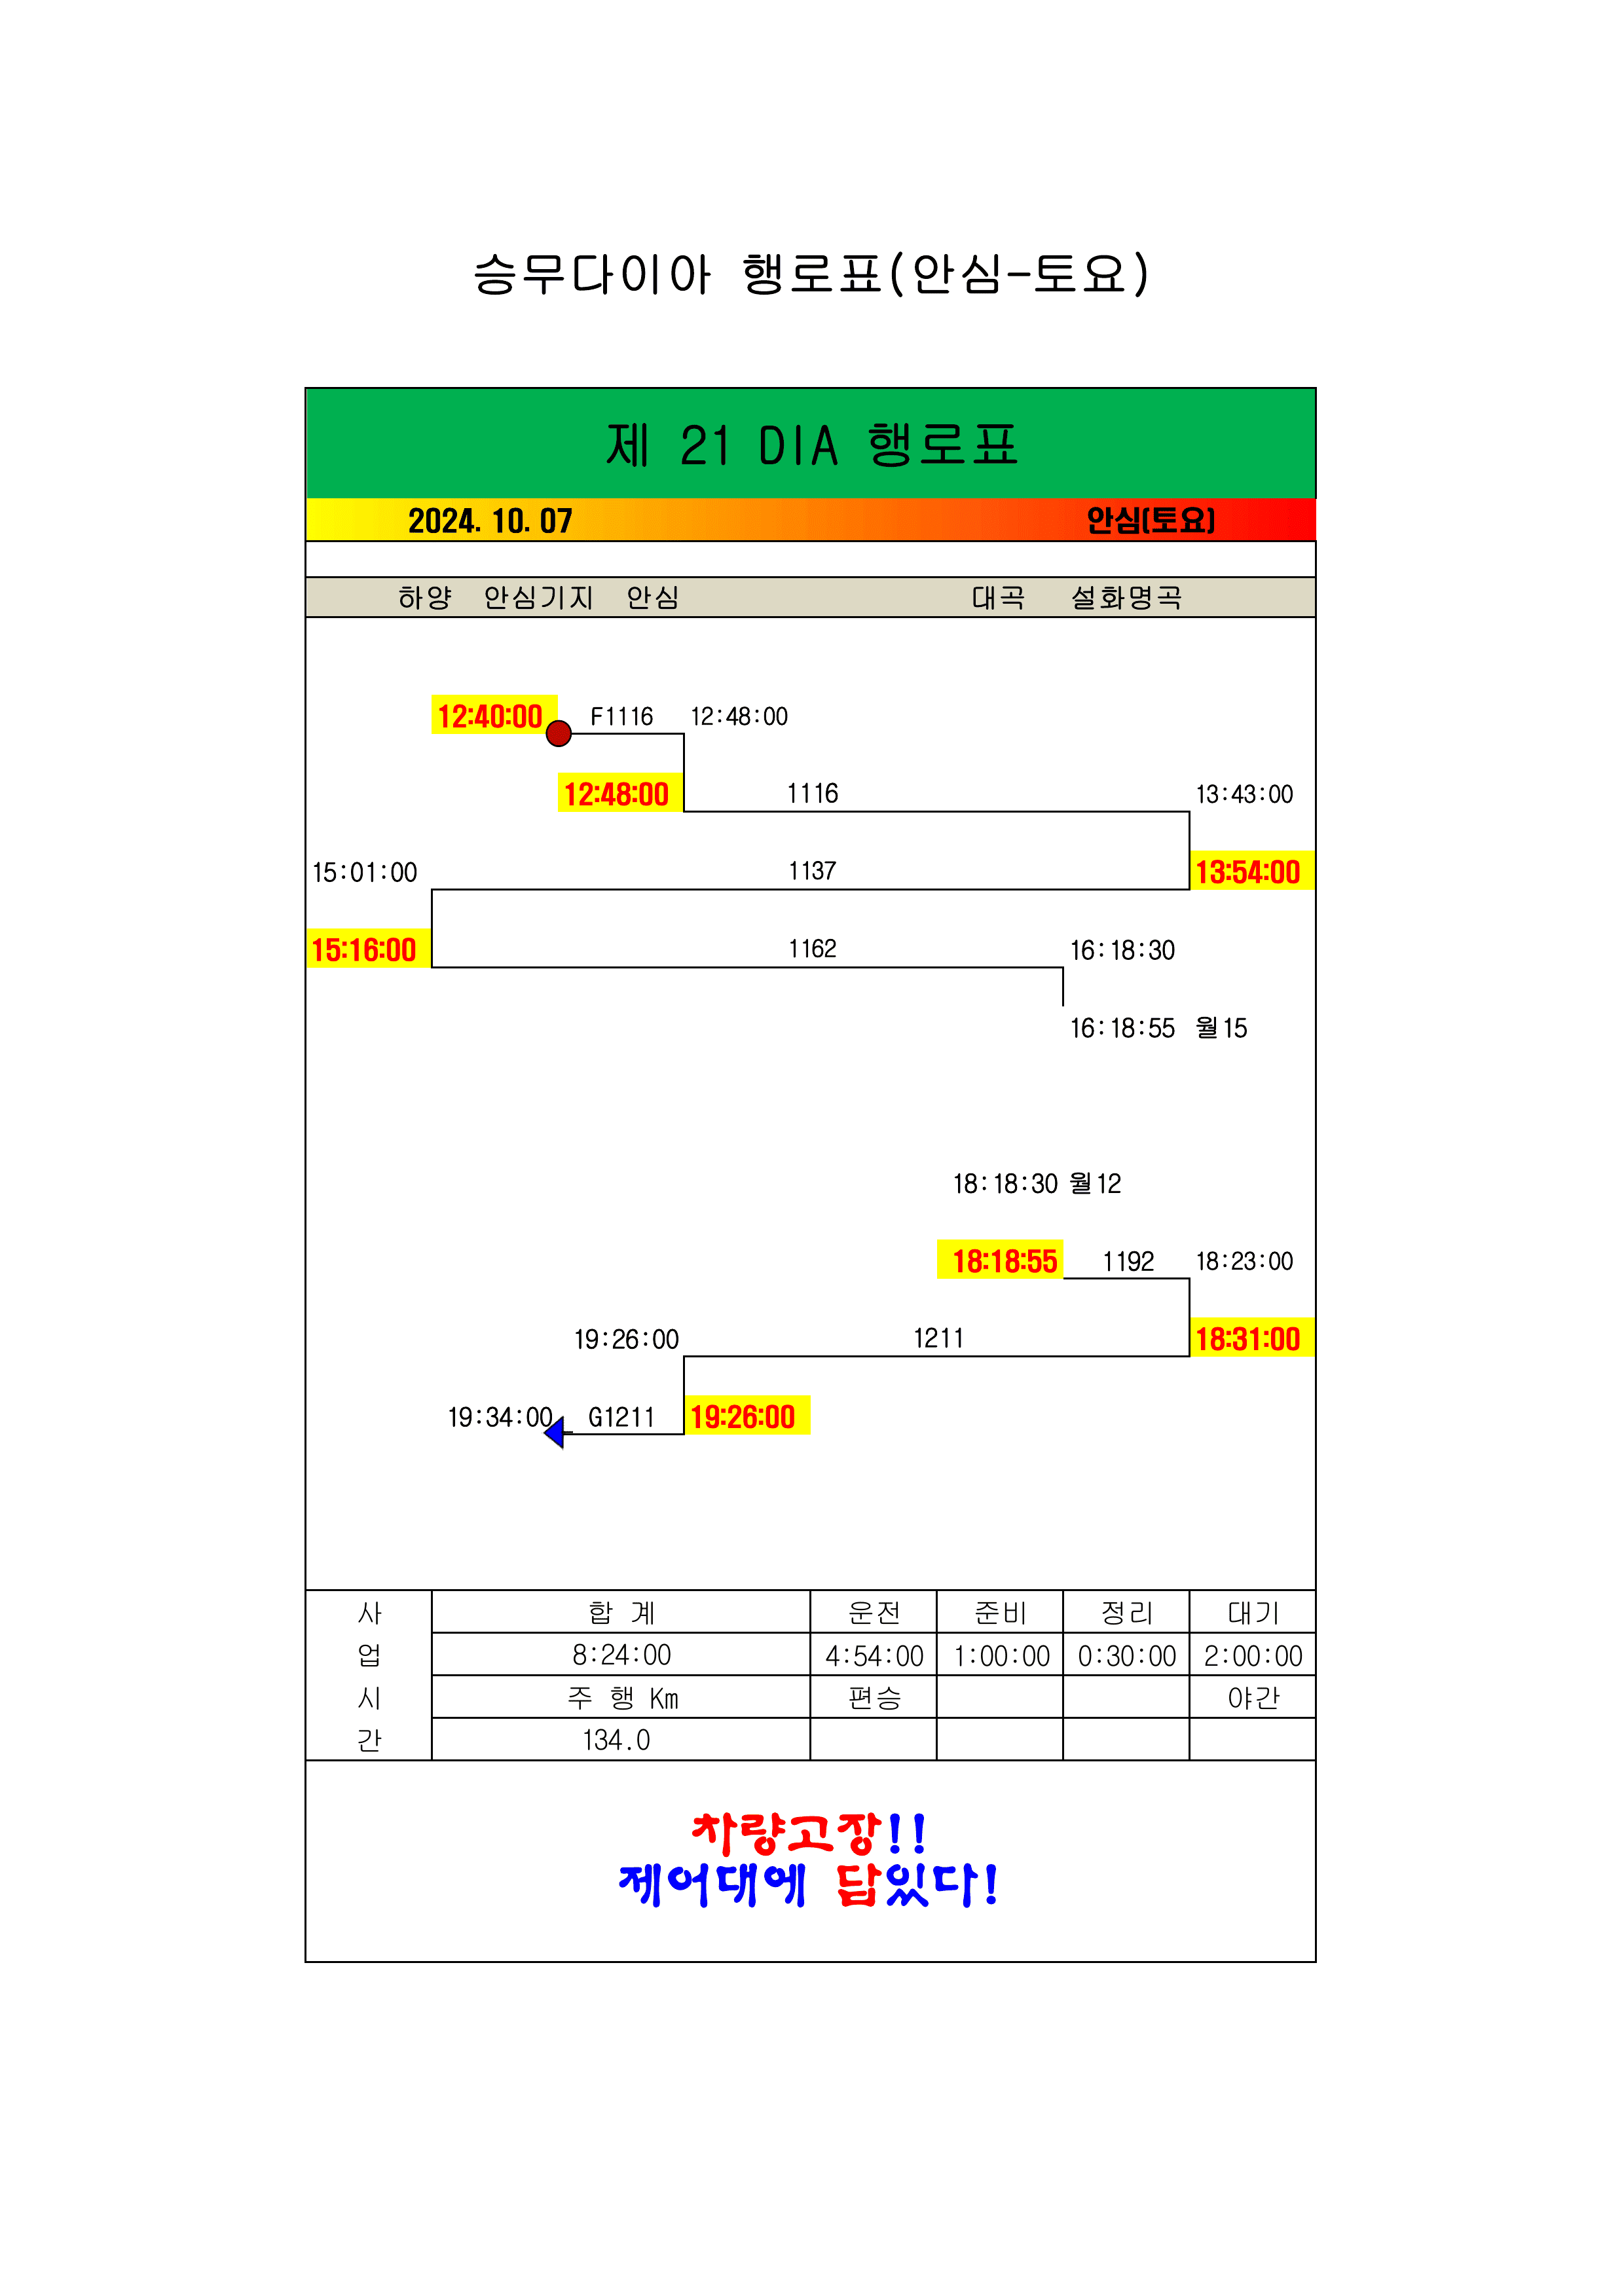 승무다이아 행로표(안심-토요)
제 21 DIA 행로표
2024. 10. 07 안심(토요)
하양 안심기지 안심 대곡 설화명곡
12:40:00 F1116 12:48:00
12:48:00 1116 13:43:00
15:01:00 1137 13:54:00
15:16:00 1162 16:18:30
16:18:55 월15
18:18:30 월12
18:18:55 1192 18:23:00
19:26:00 1211 18:31:00
19:34:00 G1211 19:26:00
사 합 계 운전 준비 정리 대기
업 8:24:00 4:54:00 1:00:00 0:30:00 2:00:00
시 주 행 Km 편승 야간
간 134.0
차량고장!!
제어대에 답있다!